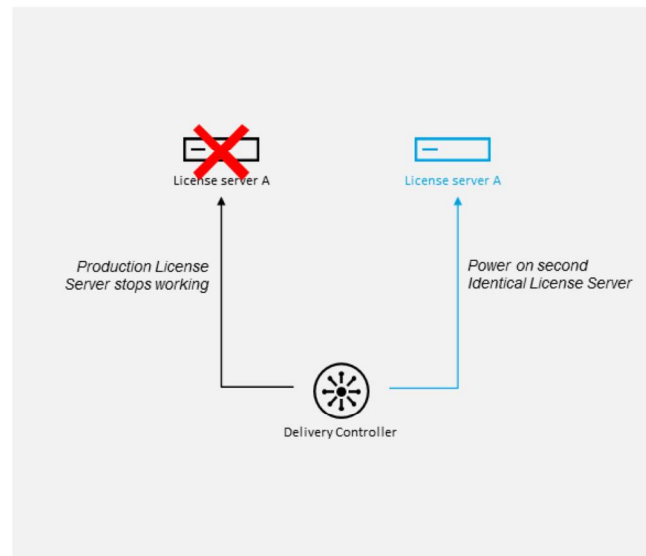 License server A
License server A
Production License
Server stops working
Power on second
Identical License Server
Delivery Controller